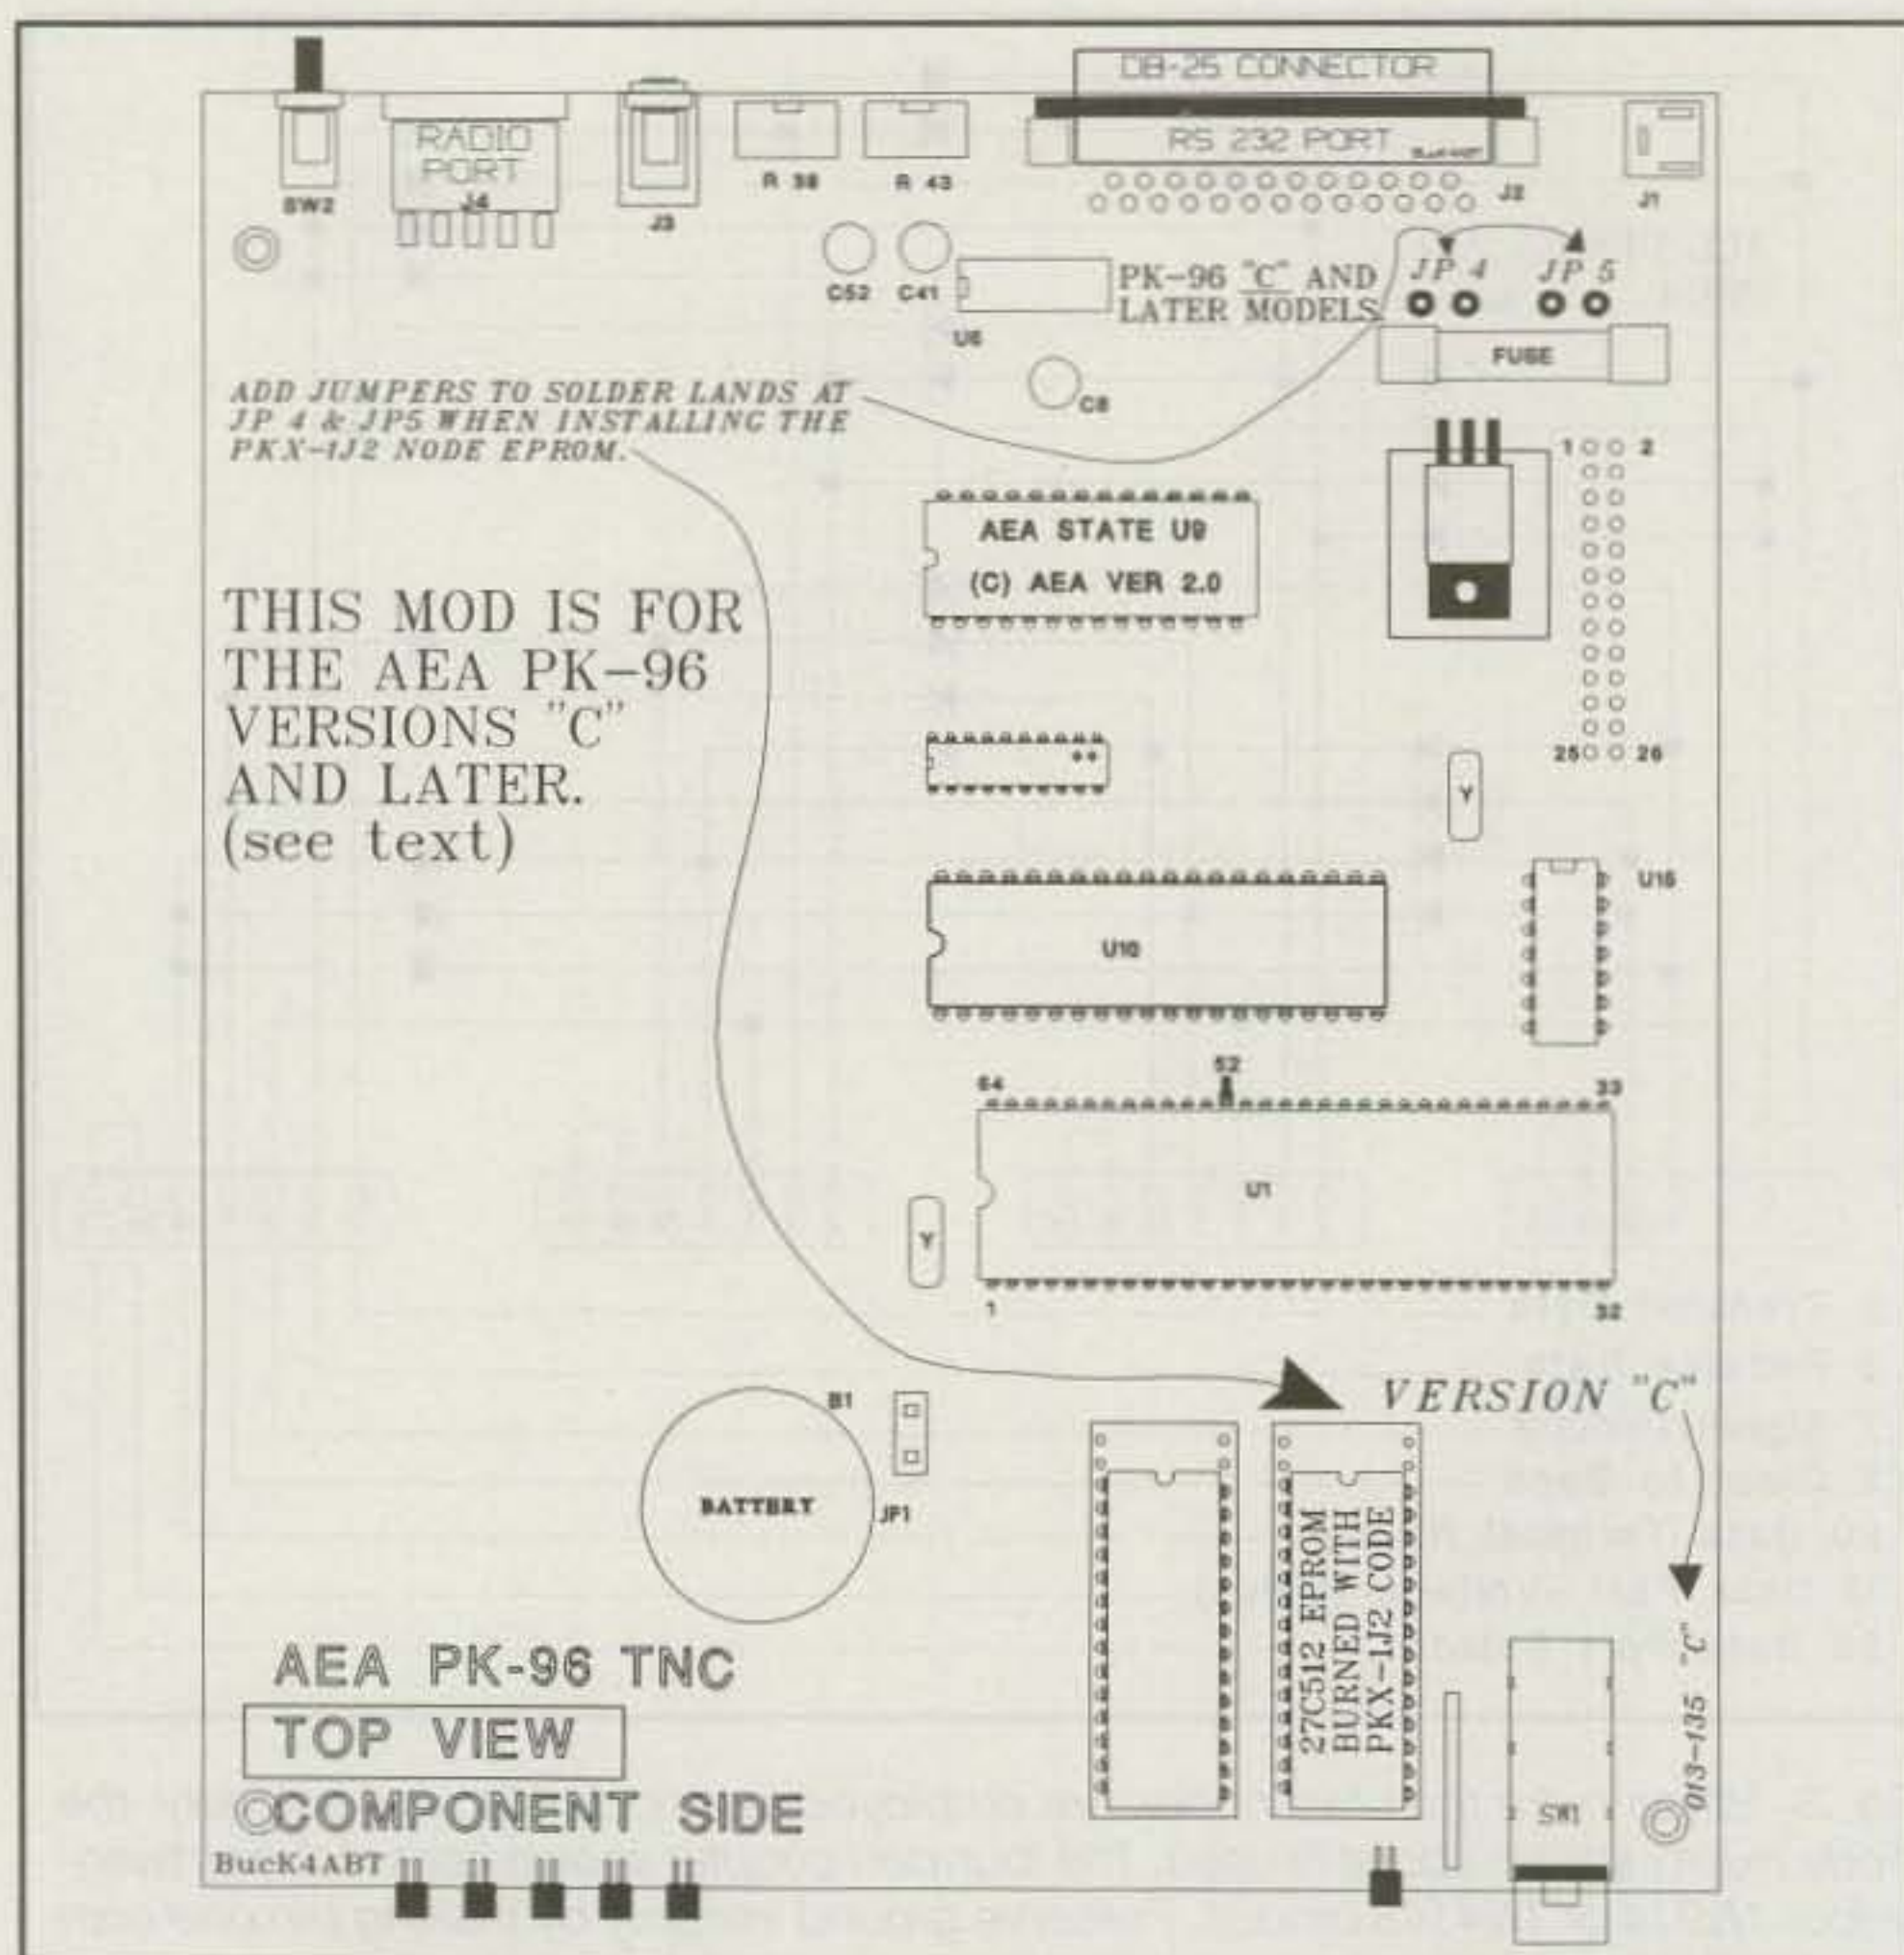 DB-25 CONNECTOR
RS 232 PORT
RADIO
PORT
J4
SW2
J3
R 38
R 43
J2
J1
C52
C41
U6
PK-96 "C" AND
LATER MODELS
JP 4
JP 5
FUSE
C8
ADD JUMPERS TO SOLDER LANDS AT
JP 4 & JP5 WHEN INSTALLING THE
PKX-1J2 NODE EPROM.
1
2
AEA STATE U9
(C) AEA VER 2.0
THIS MOD IS FOR
THE AEA PK-96
VERSIONS "C"
AND LATER.
(see text)
25
26
Y
U16
U10
64
52
33
U1
Y
1
32
VERSION "C"
B1
BATTERY
JP1
27C512 EPROM
BURNED WITH
PKX-1J2 CODE
013-135 "C"
SW1
AEA PK-96 TNC
TOP VIEW
COMPONENT SIDE
BucK4ABT